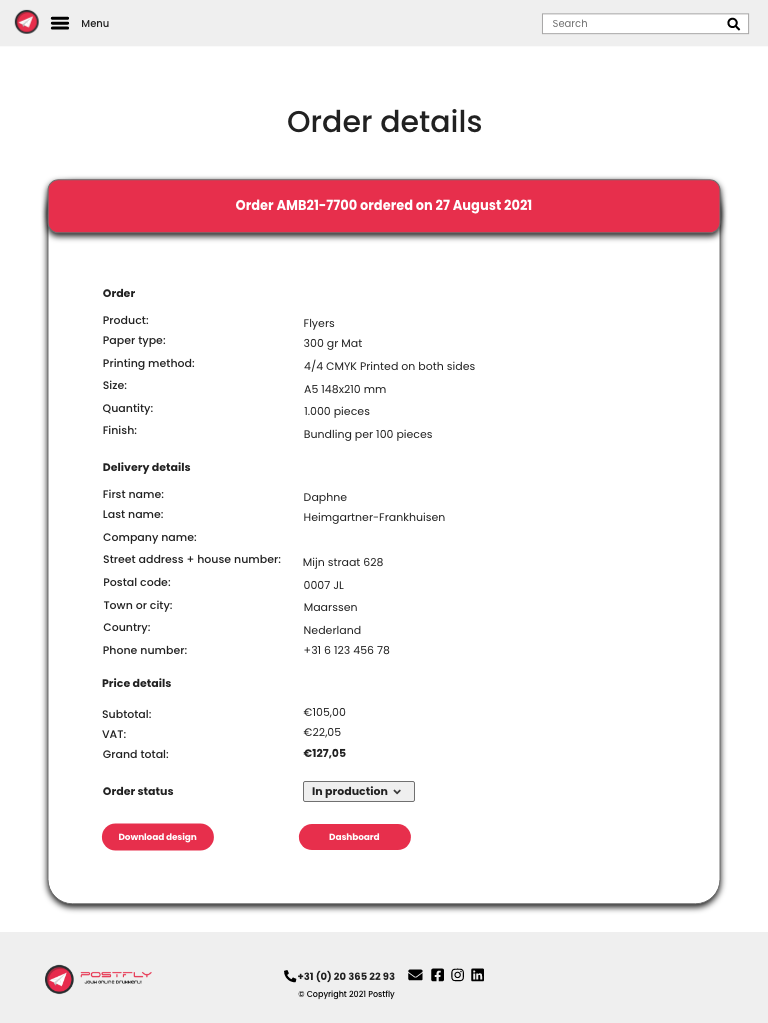 Menu
Search
Order details
Order AMB21-7700 ordered on 27 August 2021
Order
Product: Flyers
Paper type: 300 gr Mat
Printing method: 4/4 CMYK Printed on both sides
Size: A5 148x210 mm
Quantity: 1.000 pieces
Finish: Bundling per 100 pieces
Delivery details
First name: Daphne
Last name: Heimgartner-Frankhuisen
Company name:
Street address + house number: Mijn straat 628
Postal code: 0007 JL
Town or city: Maarssen
Country: Nederland
Phone number: +31 6 123 456 78
Price details
Subtotal: €105,00
VAT: €22,05
Grand total: €127,05
Order status In production
Download design Dashboard
POSTFLY
JOUW ONLINE DRUKKERIJ
+31 (0) 20 365 22 93
© Copyright 2021 Postfly